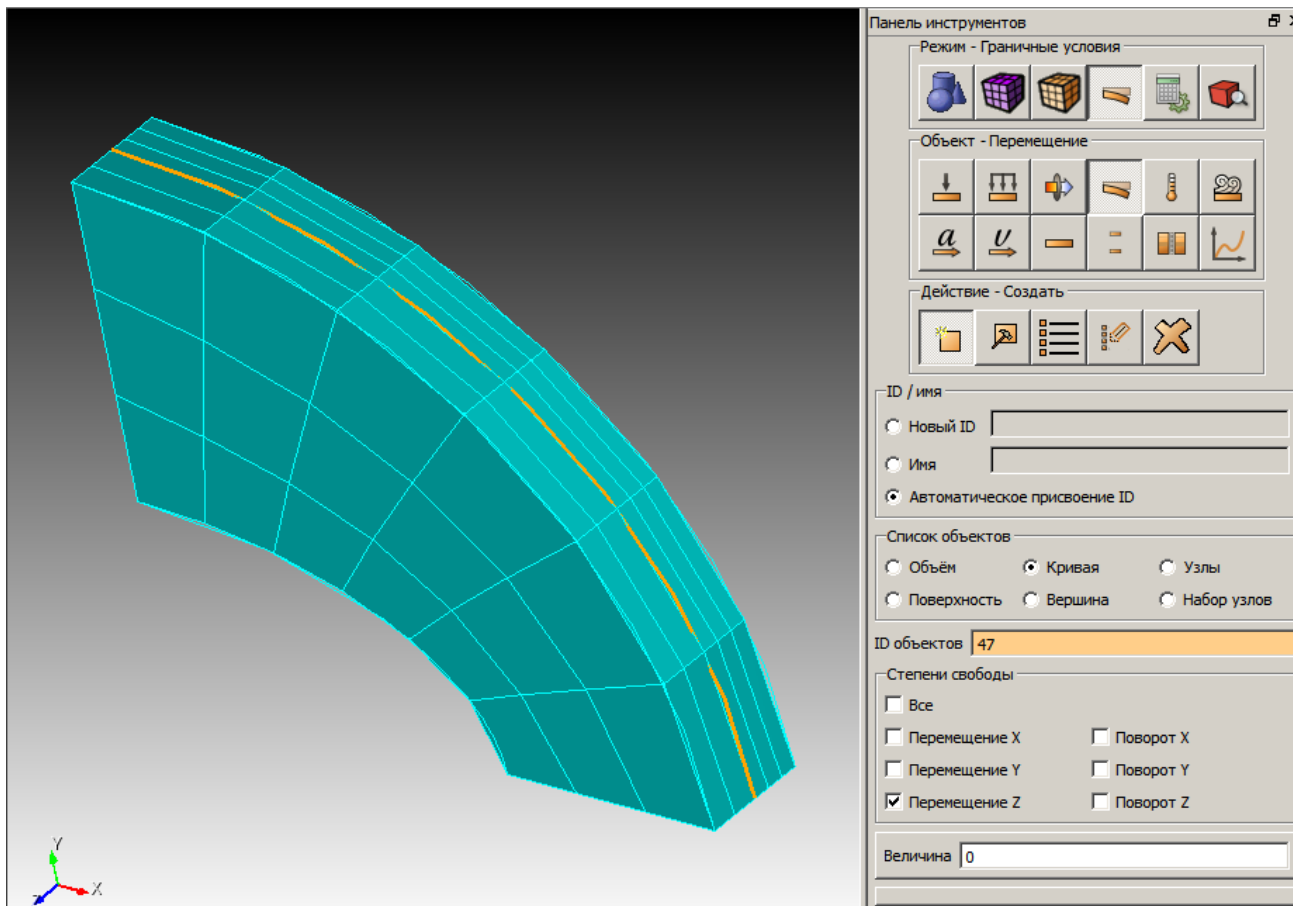 Панель инструментов
Режим - Граничные условия
Объект - Перемещение
a
υ
Действие - Создать
ID / имя
Новый ID
Имя
Автоматическое присвоение ID
Список объектов
Объём Кривая Узлы
Поверхность Вершина Набор узлов
ID объектов 47
Степени свободы
Все
Перемещение X Поворот X
Перемещение Y Поворот Y
Перемещение Z Поворот Z
Величина 0
Y
X